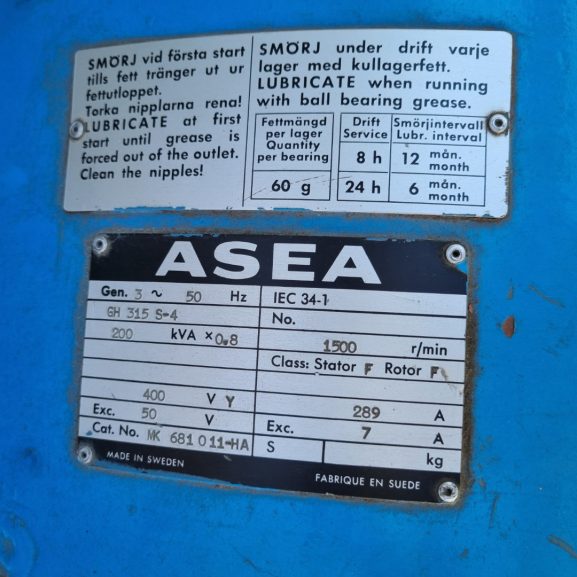 SMÖRJ vid första start
tills fett tränger ut ur
fettutloppet.
Torka nipplarna rena!
LUBRICATE at first
start until grease is
forced out of the outlet.
Clean the nipples!
SMÖRJ under drift varje
lager med kullagerfett.
LUBRICATE when running
with ball bearing grease.
Fettmängd
per lager
Quantity
per bearing
60 g
Drift
Service
8 h
24 h
Smörjintervall
Lubr. interval
12 mån.
month
6 mån.
month
ASEA
Gen. 3 ~ 50 Hz
IEC 34-1
GH 315 S-4
No.
200 kVA × 0,8
1500 r/min
Class: Stator F Rotor F
400 V Y
289 A
Exc. 50 V
Exc. 7 A
Cat. No. MK 681 011-HA
S kg
MADE IN SWEDEN
FABRIQUE EN SUEDE